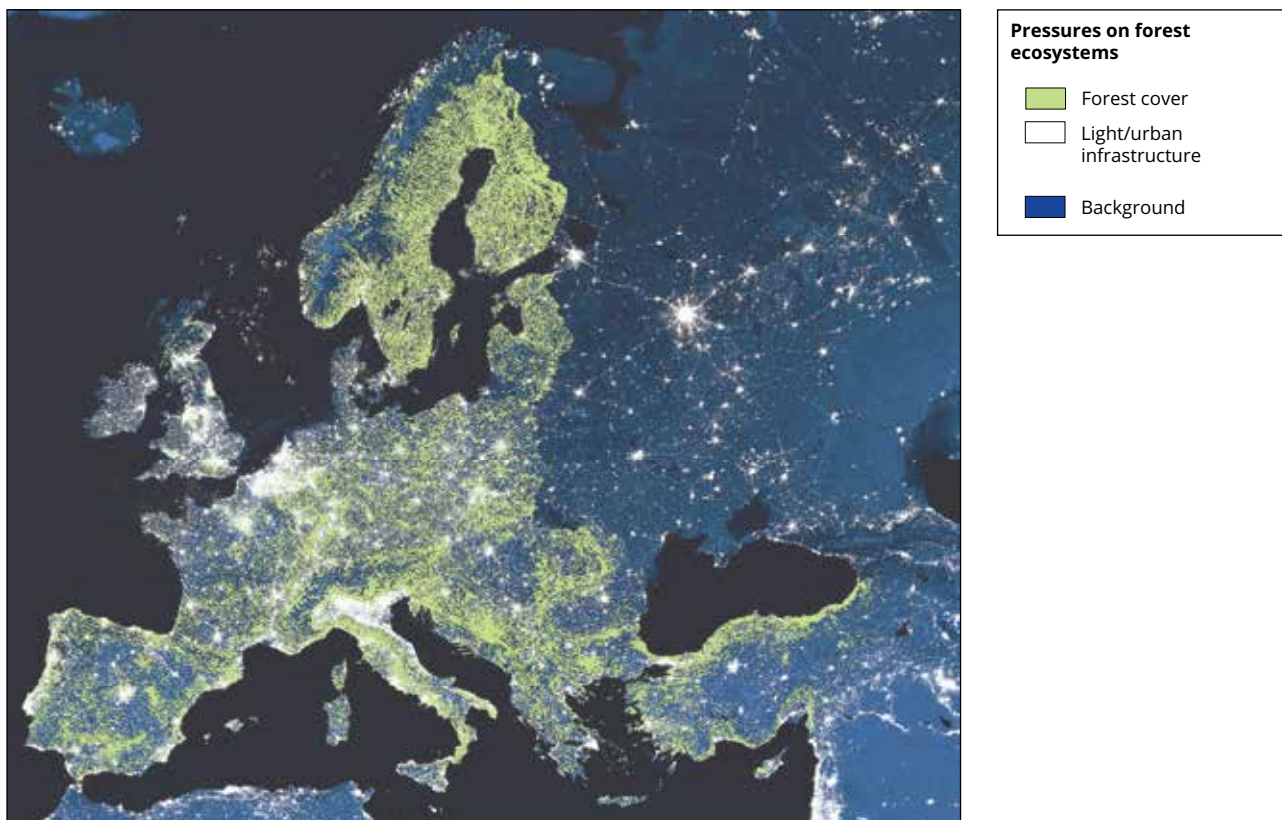 Pressures on forest
ecosystems
Forest cover
Light/urban
infrastructure
Background